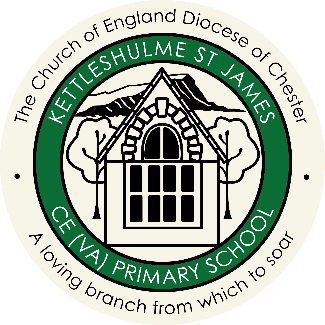 The Church of England Diocese of Chester
KETTLESHULME ST JAMES
CE (VA) PRIMARY SCHOOL
A loving branch from which to soar